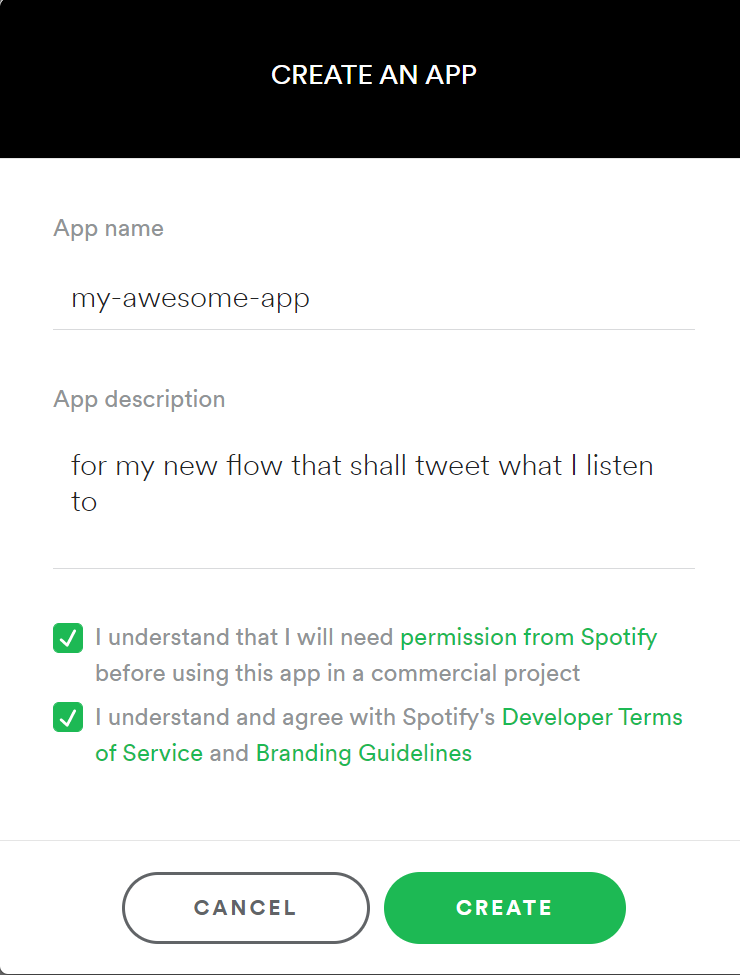 CREATE AN APP
App name
my-awesome-app
App description
for my new flow that shall tweet what I listen
to
I understand that I will need permission from Spotify
before using this app in a commercial project
I understand and agree with Spotify's Developer Terms
of Service and Branding Guidelines
CANCEL
CREATE